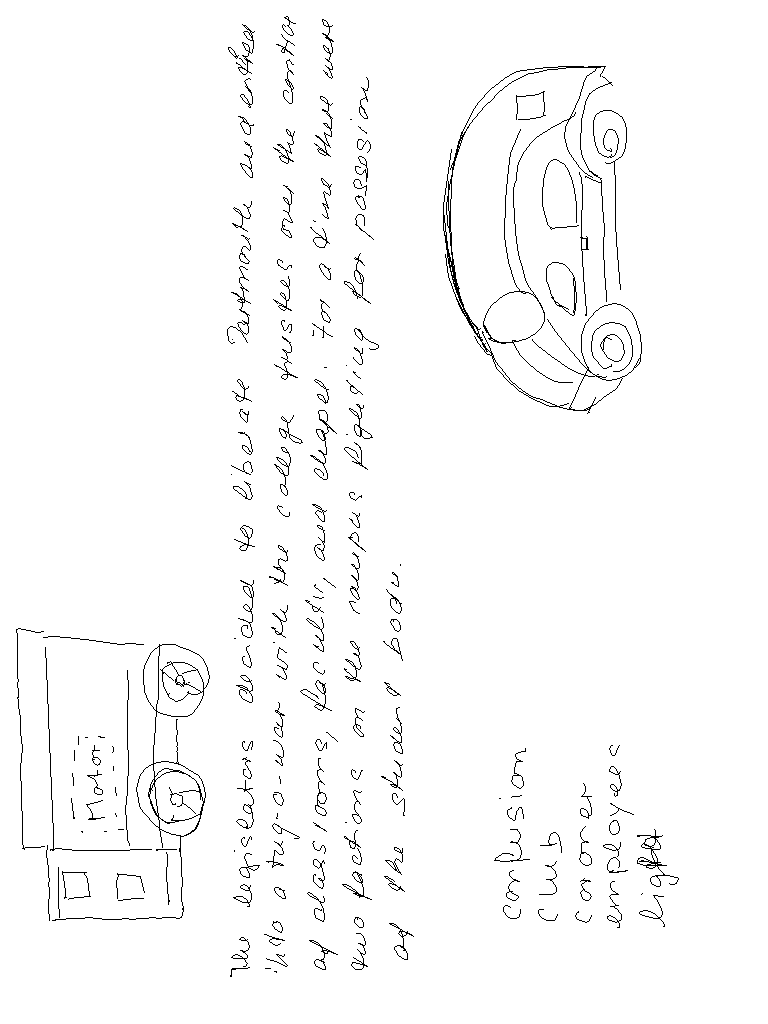 Motor
The legislators decided to liberate Dartmouth and entered
into a tug-o-war with the college trustees over the control
of classrooms, faculty, and chapel. For a time there were
two factions on the campus fighting for possesion
of the student body.
confusion
Club
coroner
employees
light